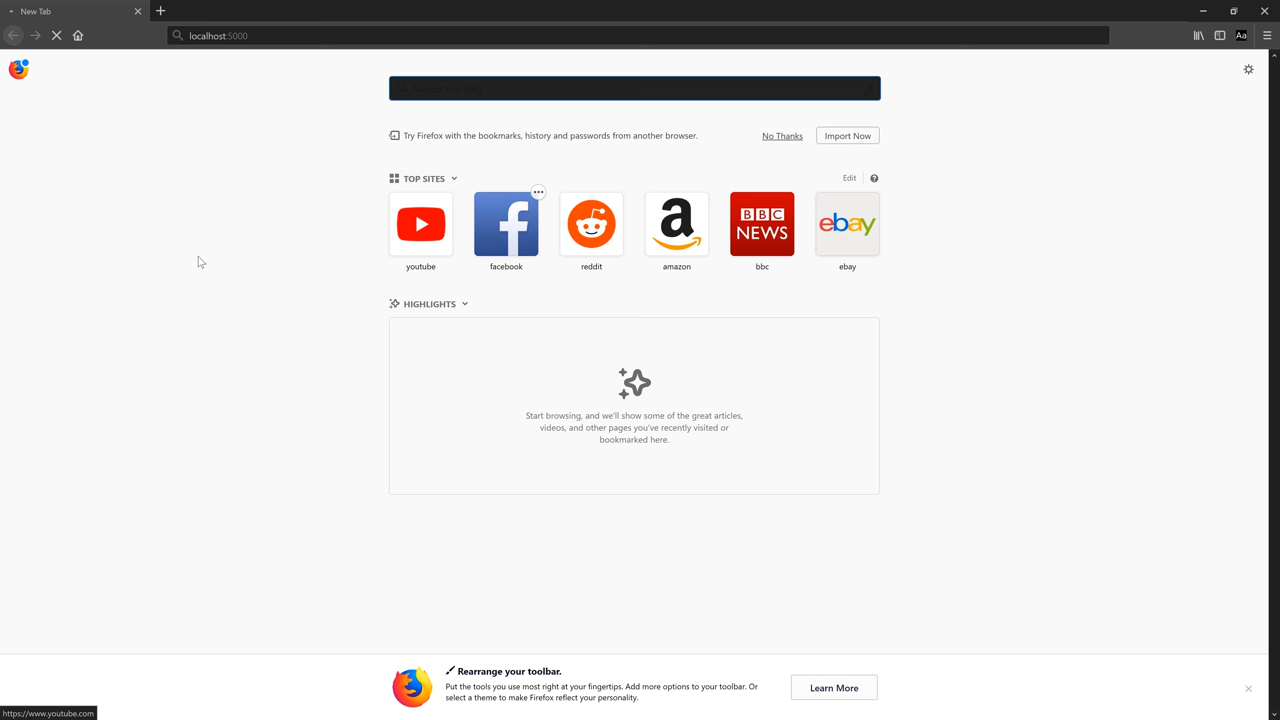 New Tab
localhost:5000
Aa
Search the Web
Try Firefox with the bookmarks, history and passwords from another browser.
No Thanks
Import Now
TOP SITES
Edit
BBC
NEWS
a
ebay
youtube
facebook
reddit
amazon
bbc
ebay
HIGHLIGHTS
Start browsing, and we'll show some of the great articles,
videos, and other pages you've recently visited or
bookmarked here.
Rearrange your toolbar.
Put the tools you use most right at your fingertips. Add more options to your toolbar. Or
select a theme to make Firefox reflect your personality.
Learn More
https://www.youtube.com